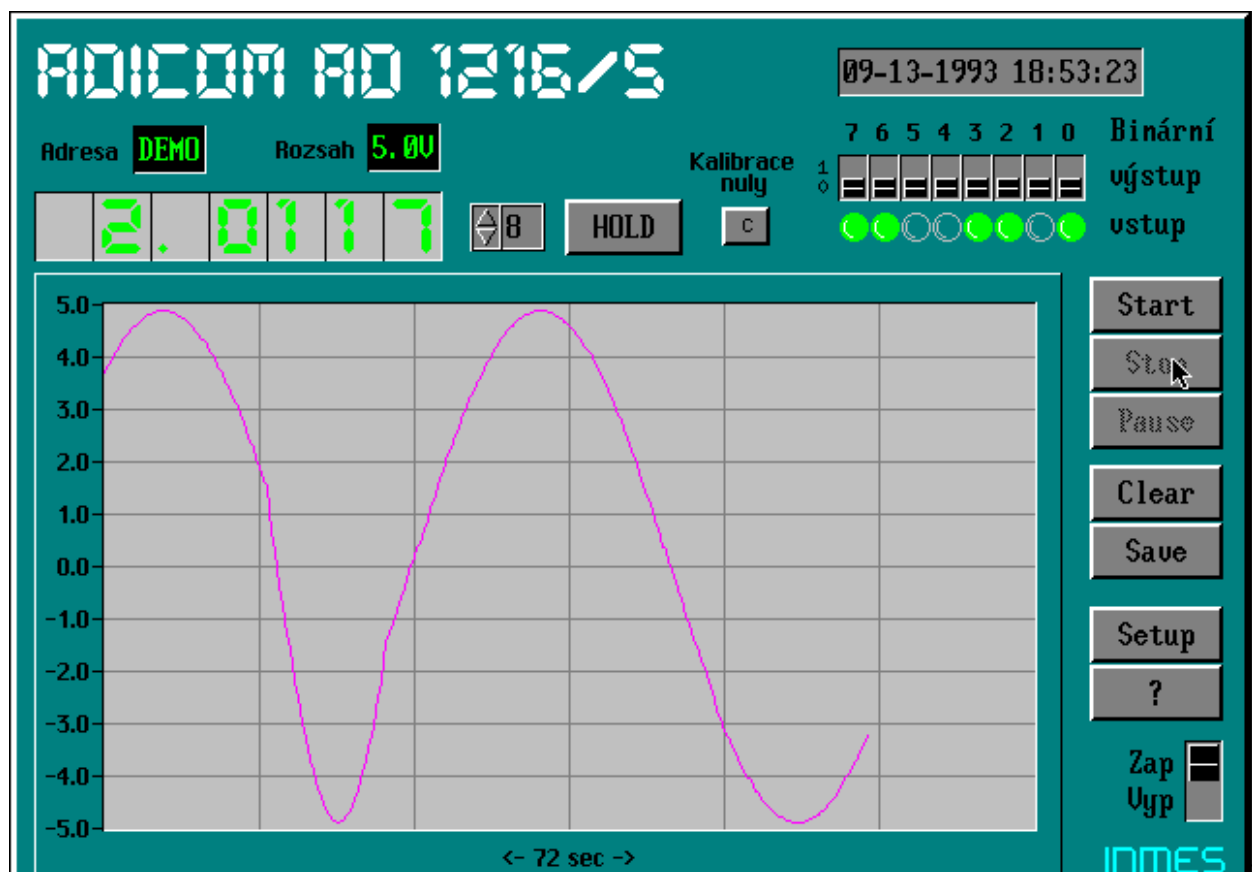 ADICOM AD 1216/S
09-13-1993 18:53:23
7 6 5 4 3 2 1 0 Binární
Adresa DEMO Rozsah 5.0V
Kalibrace nuly
1
0
výstup
2.0117
8
HOLD
C
vstup
5.0
4.0
3.0
2.0
1.0
0.0
-1.0
-2.0
-3.0
-4.0
-5.0
<- 72 sec ->
Start
Stop
Pause
Clear
Save
Setup
?
Zap
Vyp
INMES